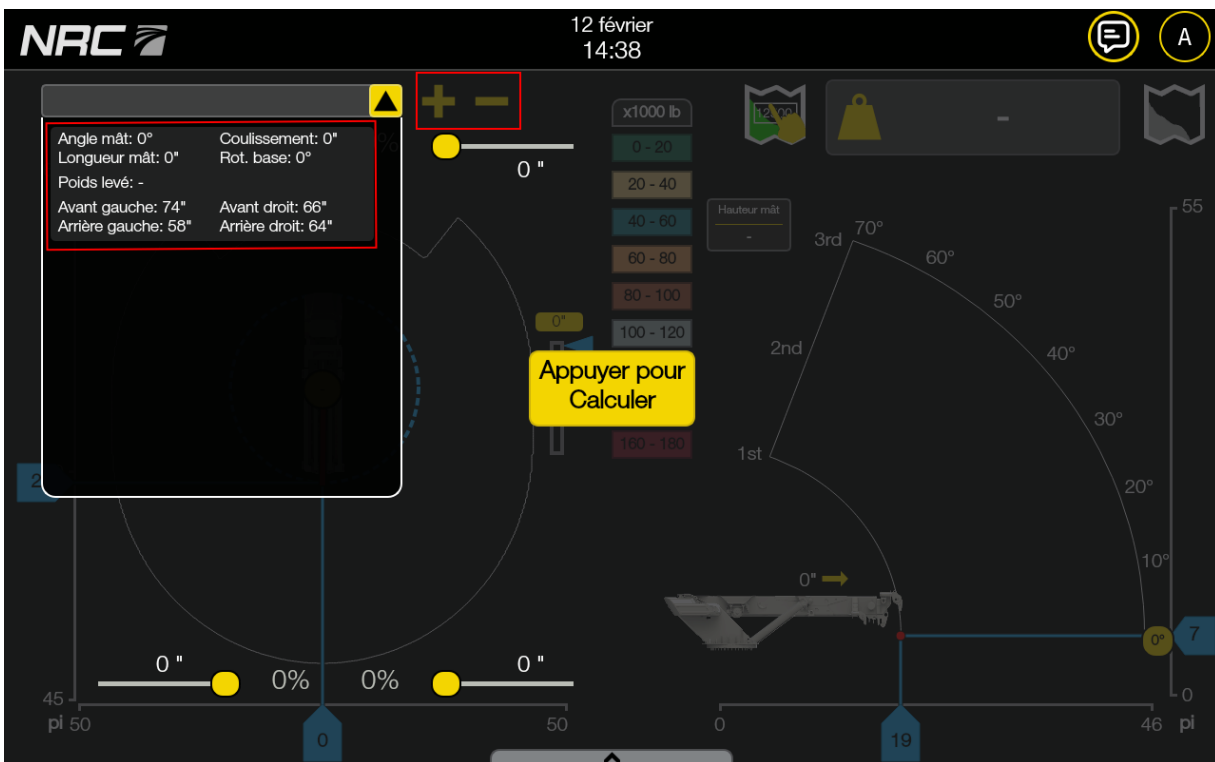 NRC
12 février
14:38
A
+ −
x1000 lb
-
%
0 "
Angle mât: 0° Coulissement: 0"
Longueur mât: 0" Rot. base: 0°
Poids levé: -
Avant gauche: 74" Avant droit: 66"
Arrière gauche: 58" Arrière droit: 64"
0 - 20
20 - 40
40 - 60
60 - 80
80 - 100
100 - 120
160 - 180
Hauteur mât
-
0"
Appuyer pour
Calculer
55
3rd
70°
60°
50°
2nd
40°
30°
1st
20°
10°
0" 
0°
7
0
2
0 "
0%
0%
0 "
45
pi 50
0
50
0
19
46 pi